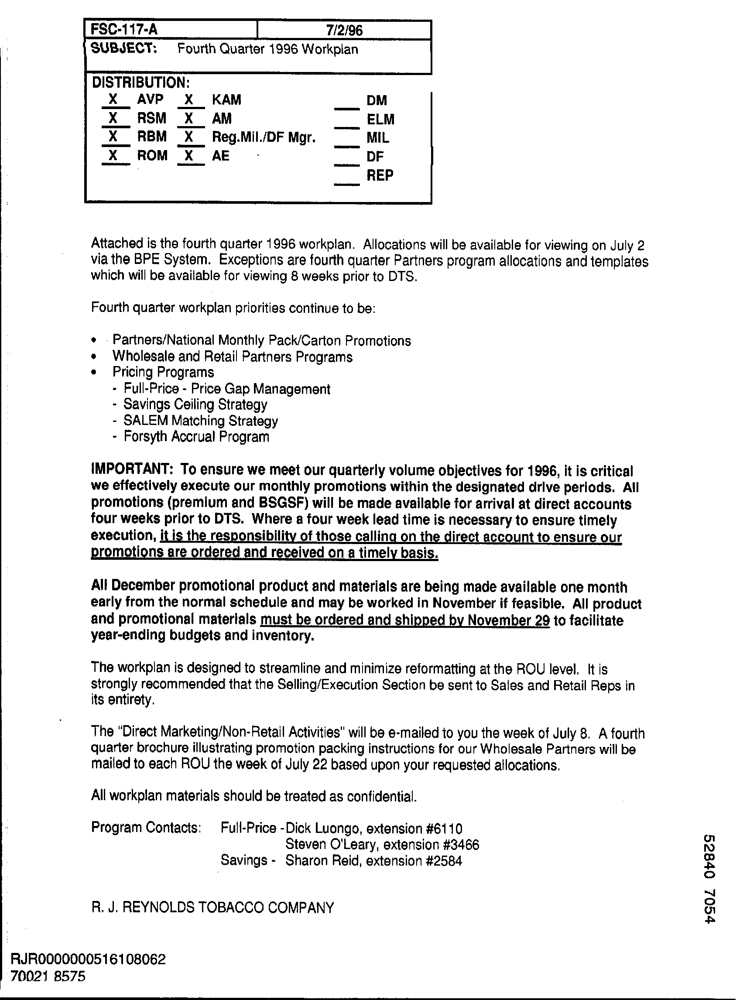 FSC-117-A 7/2/96
SUBJECT: Fourth Quarter 1996 Workplan
DISTRIBUTION:
X AVP X KAM ___ DM
X RSM X AM ___ ELM
X RBM X Reg.Mil./DF Mgr. ___ MIL
X ROM X AE ___ DF
___ REP
Attached is the fourth quarter 1996 workplan. Allocations will be available for viewing on July 2
via the BPE System. Exceptions are fourth quarter Partners program allocations and templates
which will be available for viewing 8 weeks prior to DTS.
Fourth quarter workplan priorities continue to be:
• Partners/National Monthly Pack/Carton Promotions
• Wholesale and Retail Partners Programs
• Pricing Programs
- Full-Price - Price Gap Management
- Savings Ceiling Strategy
- SALEM Matching Strategy
- Forsyth Accrual Program
IMPORTANT: To ensure we meet our quarterly volume objectives for 1996, it is critical
we effectively execute our monthly promotions within the designated drive periods. All
promotions (premium and BSGSF) will be made available for arrival at direct accounts
four weeks prior to DTS. Where a four week lead time is necessary to ensure timely
execution, it is the responsibility of those calling on the direct account to ensure our
promotions are ordered and received on a timely basis.
All December promotional product and materials are being made available one month
early from the normal schedule and may be worked in November if feasible. All product
and promotional materials must be ordered and shipped by November 29 to facilitate
year-ending budgets and inventory.
The workplan is designed to streamline and minimize reformatting at the ROU level. It is
strongly recommended that the Selling/Execution Section be sent to Sales and Retail Reps in
its entirety.
The "Direct Marketing/Non-Retail Activities" will be e-mailed to you the week of July 8. A fourth
quarter brochure illustrating promotion packing instructions for our Wholesale Partners will be
mailed to each ROU the week of July 22 based upon your requested allocations.
All workplan materials should be treated as confidential.
Program Contacts: Full-Price -Dick Luongo, extension #6110
Steven O'Leary, extension #3466
Savings - Sharon Reid, extension #2584
R. J. REYNOLDS TOBACCO COMPANY
52840 7054
RJR0000000516108062
70021 8575